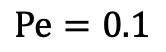 Pe = 0.1